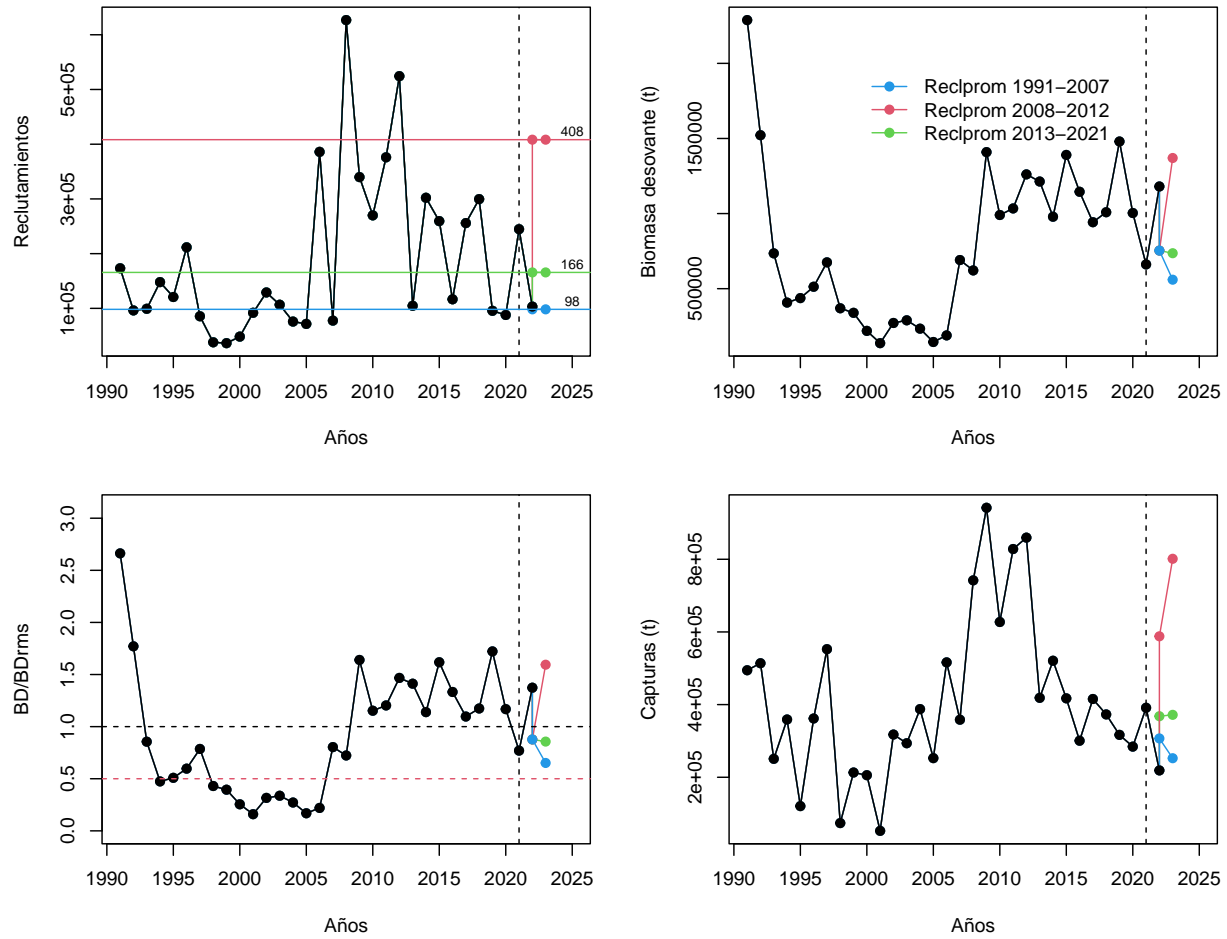 Reclutamientos
1e+05
3e+05
5e+05
408
166
98
1990 1995 2000 2005 2010 2015 2020 2025
Años
Biomasa desovante (t)
500000
1500000
Reclprom 1991−2007
Reclprom 2008−2012
Reclprom 2013−2021
1990 1995 2000 2005 2010 2015 2020 2025
Años
BD/BDrms
0.0
0.5
1.0
1.5
2.0
2.5
3.0
1990 1995 2000 2005 2010 2015 2020 2025
Años
Capturas (t)
2e+05
4e+05
6e+05
8e+05
1990 1995 2000 2005 2010 2015 2020 2025
Años